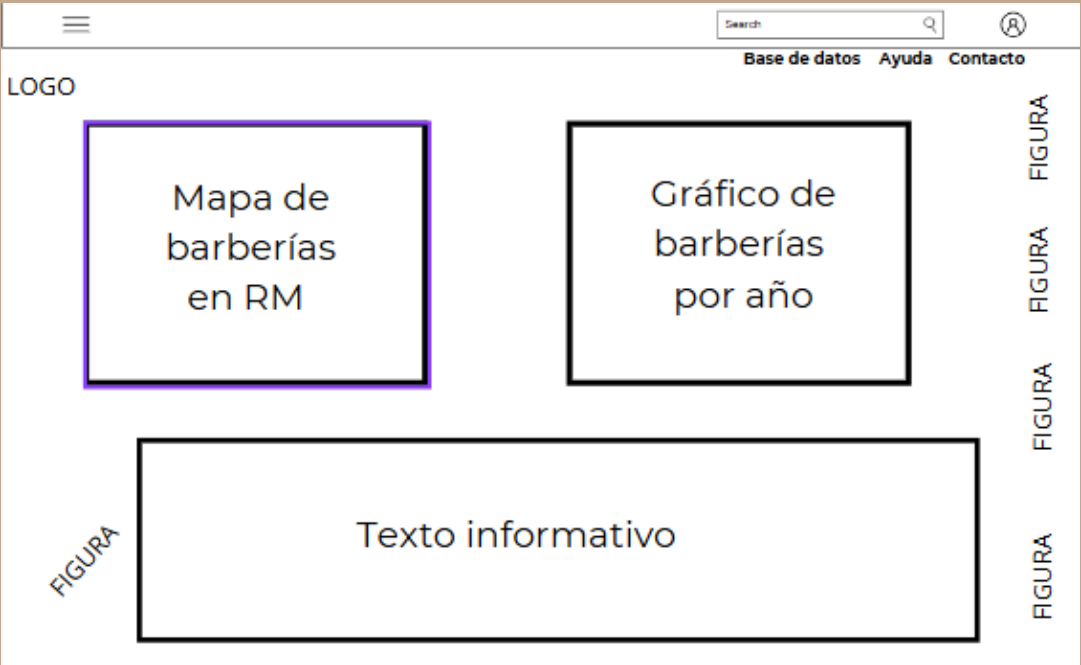 Search
Base de datos Ayuda Contacto
LOGO
Mapa de
barberías
en RM
Gráfico de
barberías
por año
FIGURA
FIGURA
FIGURA
FIGURA
Texto informativo
FIGURA